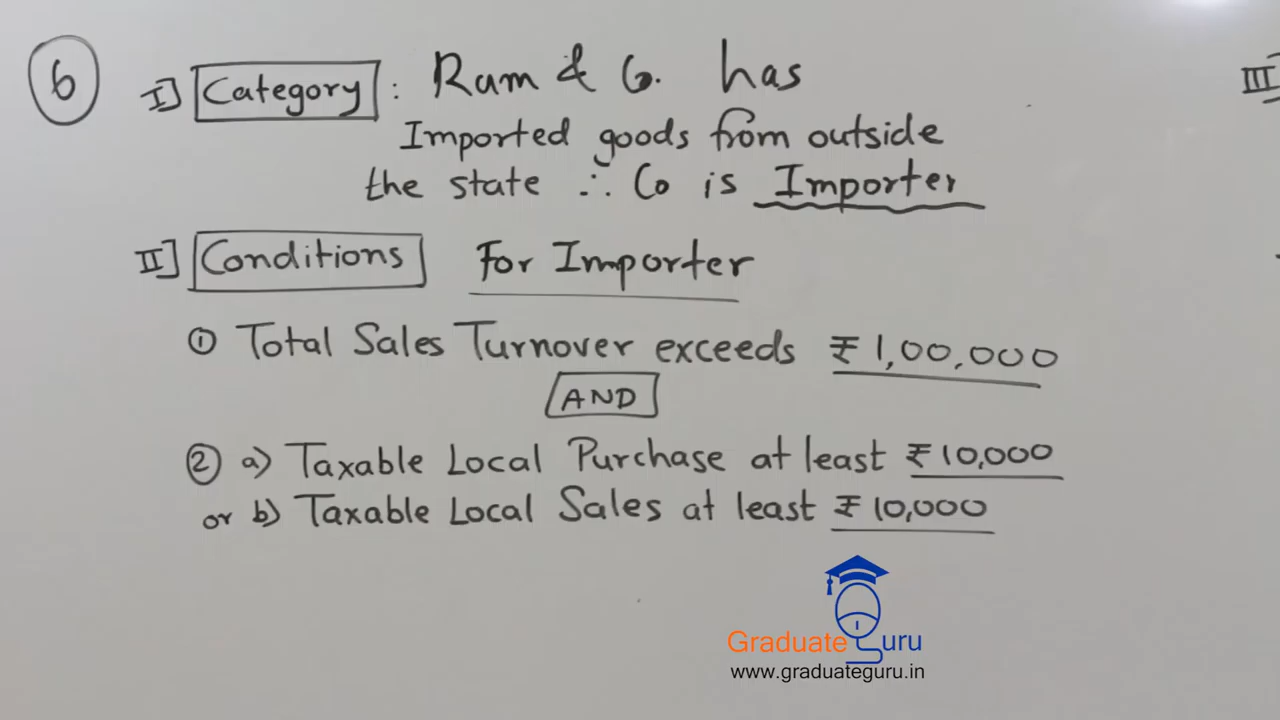 6
I] Category : Ram & Co. has
Imported goods from outside
the state ∴ Co is Importer
II] Conditions For Importer
① Total Sales Turnover exceeds ₹1,00,000
AND
② a) Taxable Local Purchase at least ₹10,000
or b) Taxable Local Sales at least ₹10,000
III
Graduate Guru
www.graduateguru.in